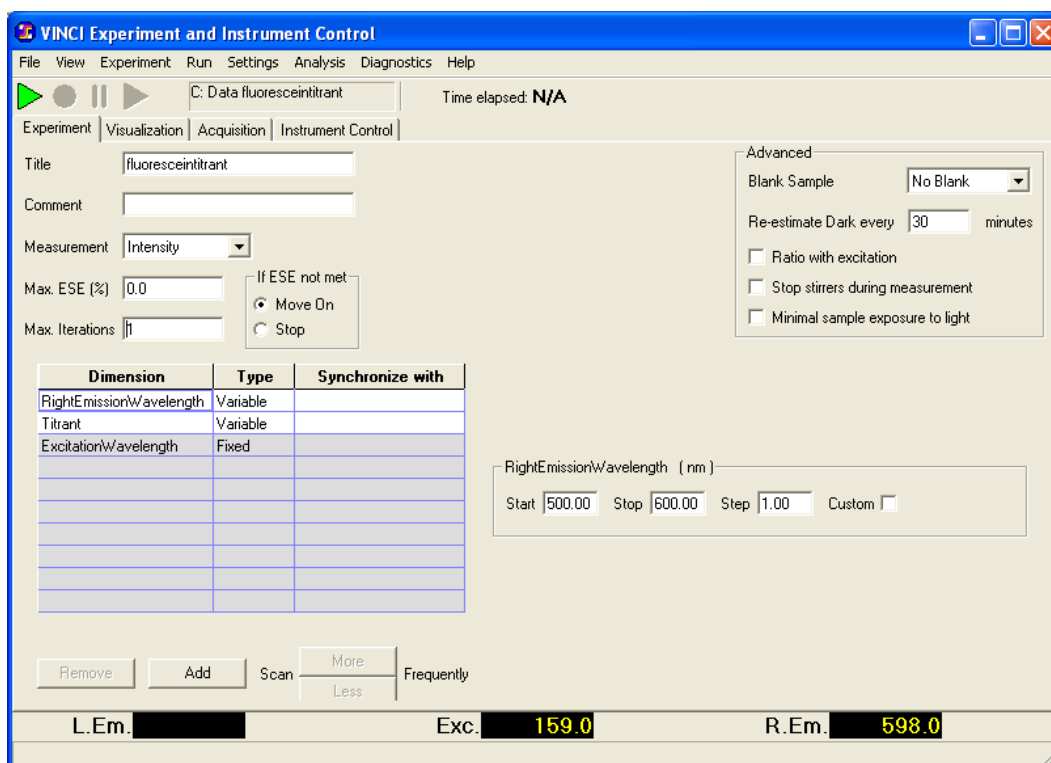 VINCI Experiment and Instrument Control
File View Experiment Run Settings Analysis Diagnostics Help
C: Data fluoresceintitrant
Time elapsed: N/A
Experiment Visualization Acquisition Instrument Control
Title fluoresceintitrant
Comment
Measurement Intensity
Max. ESE (%) 0.0
Max. Iterations 1
If ESE not met
Move On
Stop
Advanced
Blank Sample No Blank
Re-estimate Dark every 30 minutes
Ratio with excitation
Stop stirrers during measurement
Minimal sample exposure to light
Dimension Type Synchronize with
RightEmissionWavelength Variable
Titrant Variable
ExcitationWavelength Fixed
RightEmissionWavelength ( nm )
Start 500.00 Stop 600.00 Step 1.00 Custom
Remove Add Scan More Less Frequently
L.Em. Exc. 159.0 R.Em. 598.0